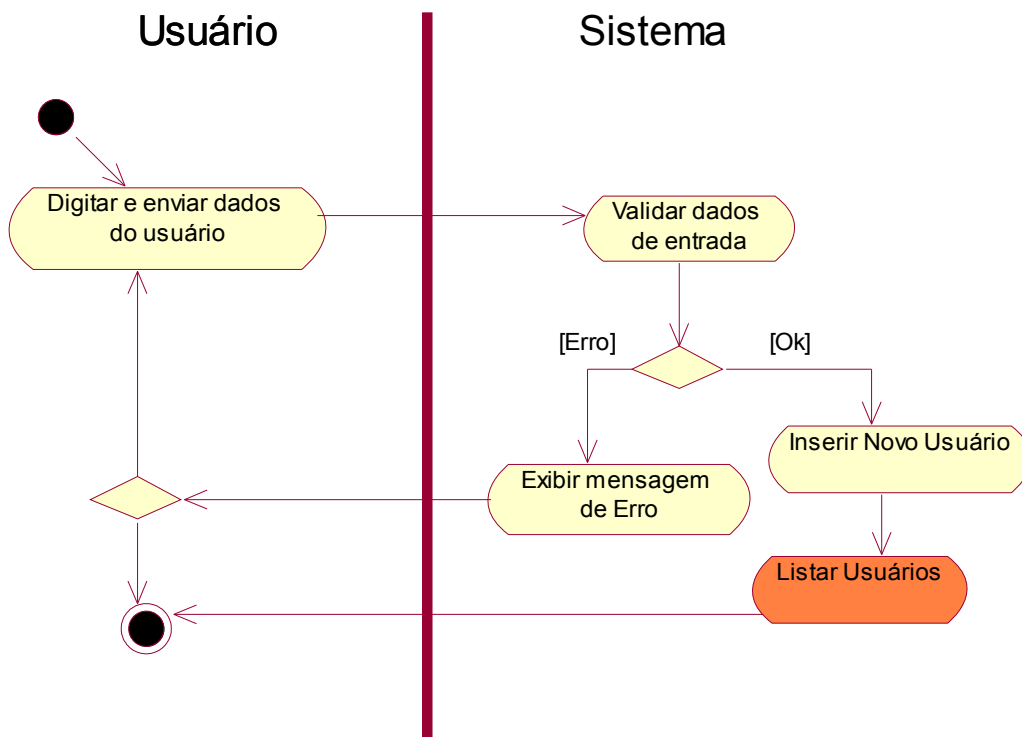 Usuário
Sistema
Digitar e enviar dados
do usuário
Validar dados
de entrada
[Erro]
[Ok]
Inserir Novo Usuário
Exibir mensagem
de Erro
Listar Usuários